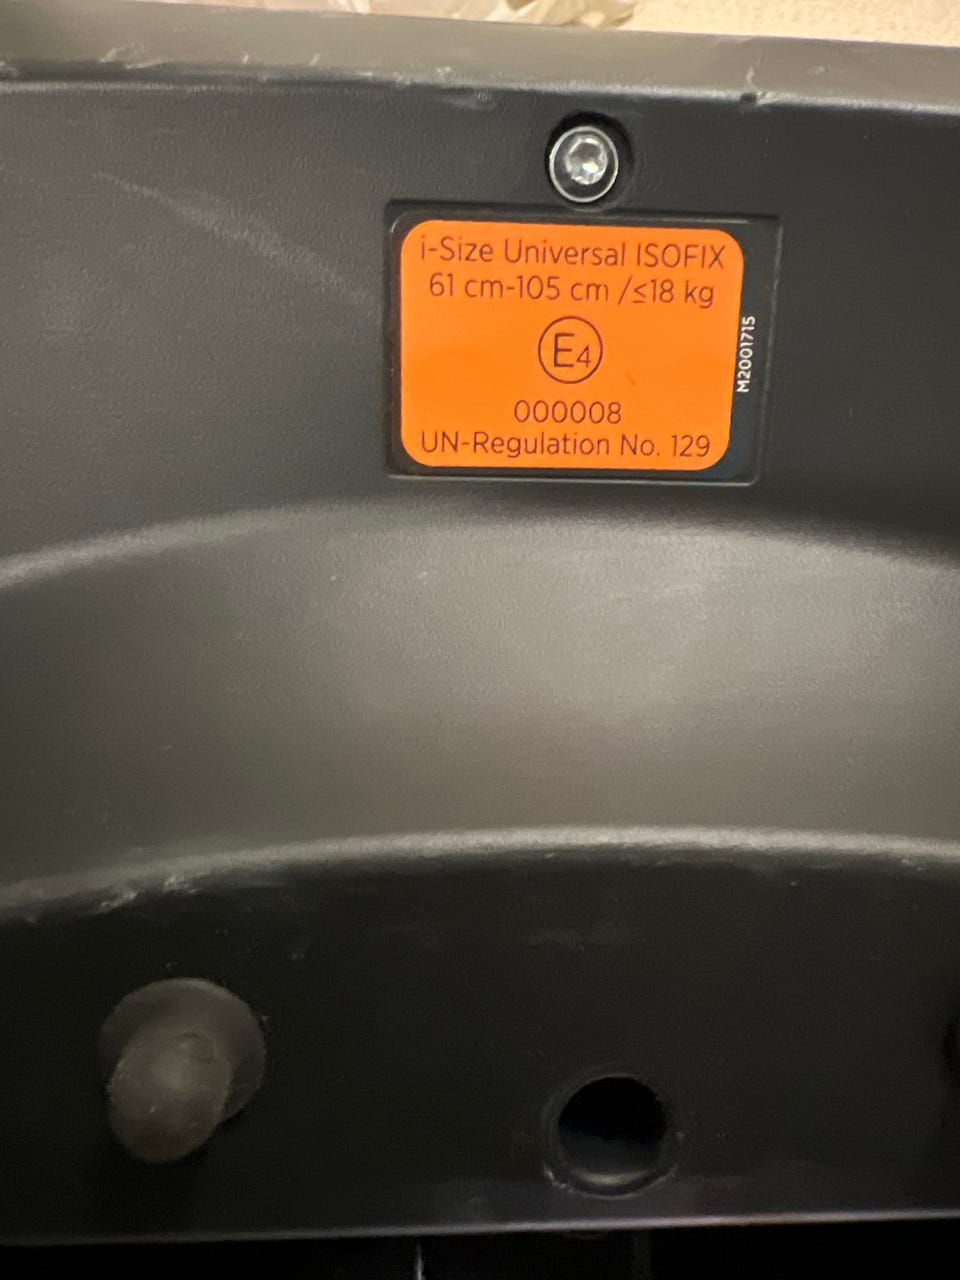 i-Size Universal ISOFIX
61 cm-105 cm /≤18 kg
E4
000008
UN-Regulation No. 129
M2001715